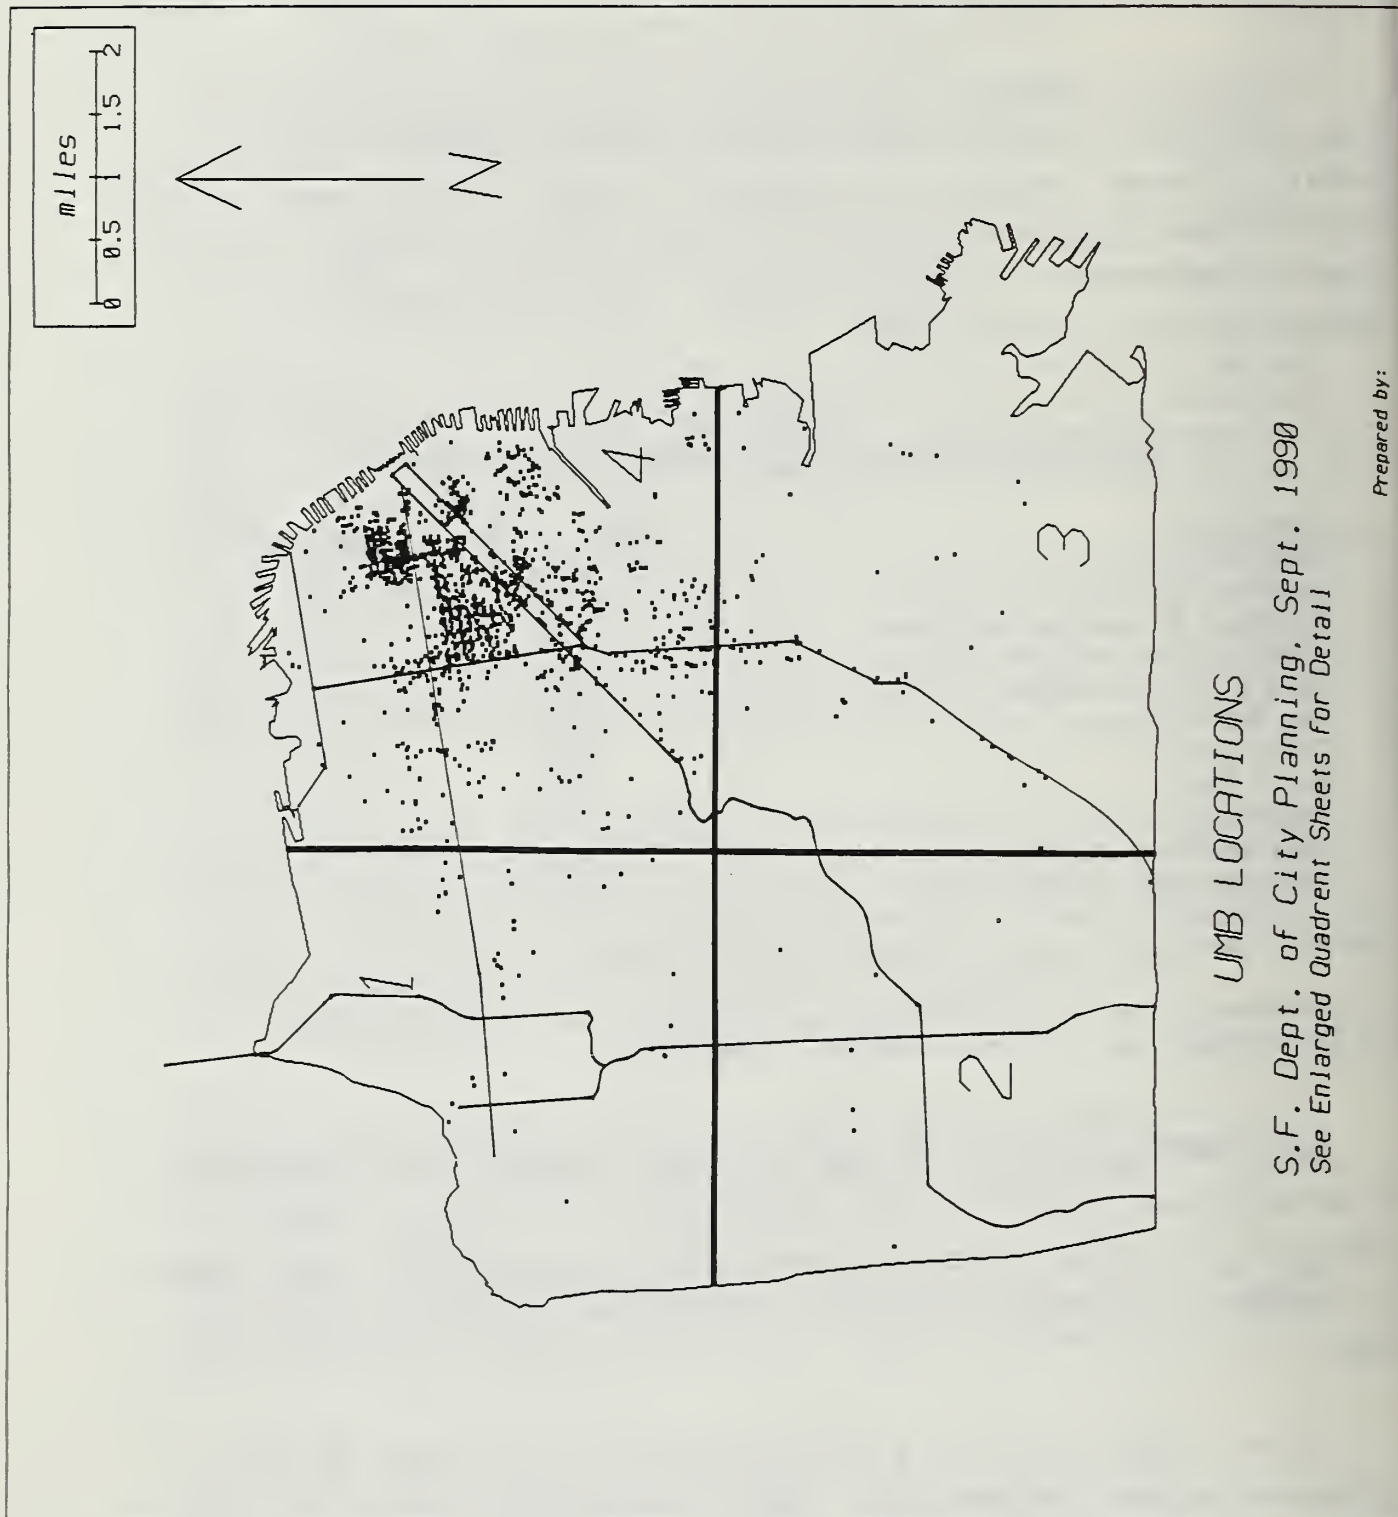 miles
0 0.5 1 1.5 2
N
1
4
2
3
UMB LOCATIONS
S.F. Dept. of City Planning, Sept. 1990
See Enlarged Quadrent Sheets for Detail
Prepared by: